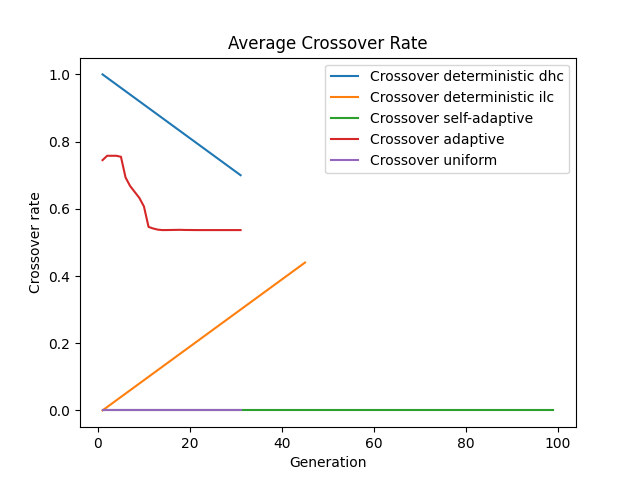 Average Crossover Rate
Crossover deterministic dhc
Crossover deterministic ilc
Crossover self-adaptive
Crossover adaptive
Crossover uniform
Crossover rate
1.0
0.8
0.6
0.4
0.2
0.0
0 20 40 60 80 100
Generation